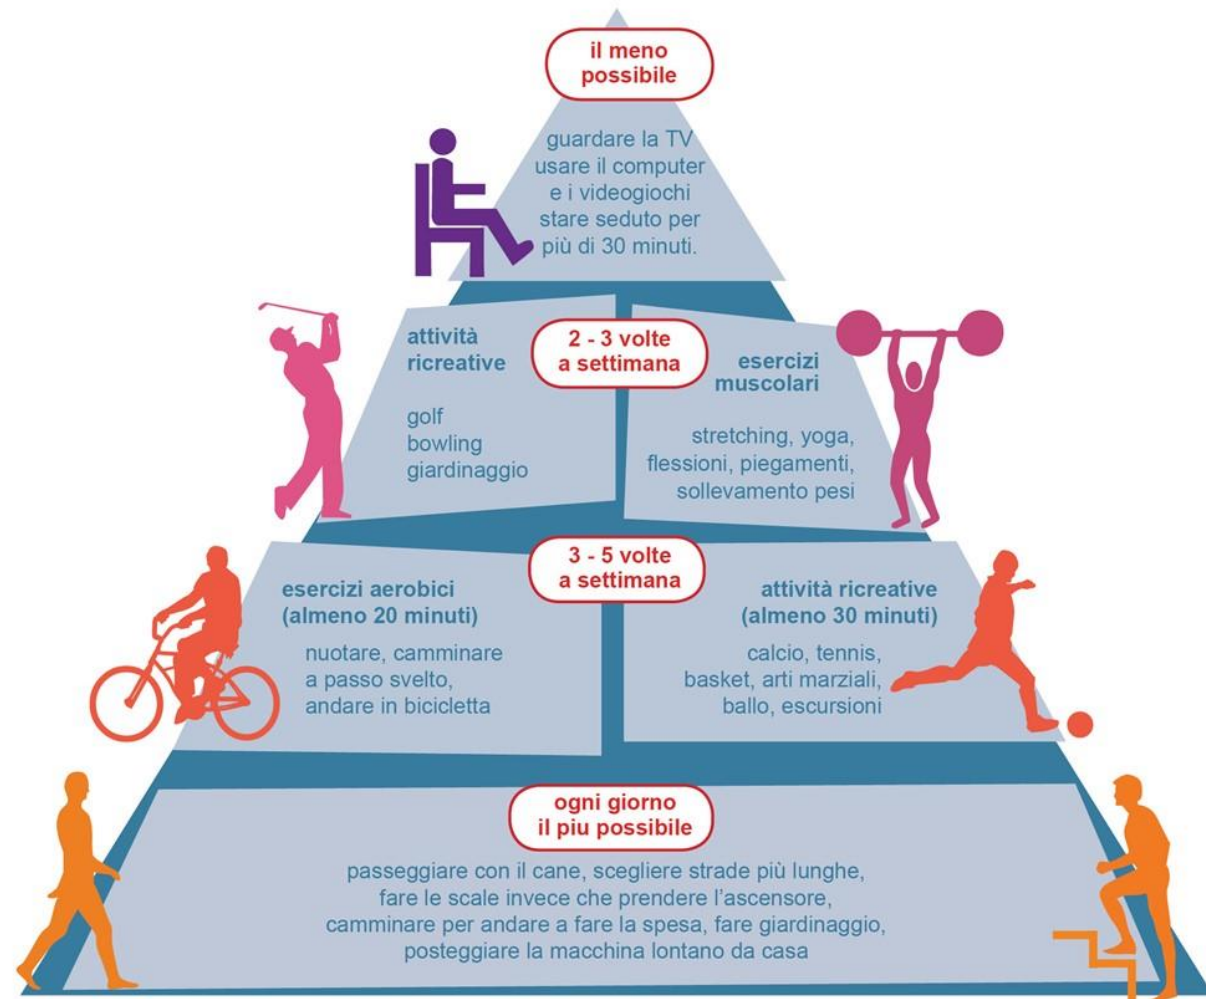 il meno
possibile
guardare la TV
usare il computer
e i videogiochi
stare seduto per
più di 30 minuti.
2 - 3 volte
a settimana
attività
ricreative
golf
bowling
giardinaggio
esercizi
muscolari
stretching, yoga,
flessioni, piegamenti,
sollevamento pesi
3 - 5 volte
a settimana
esercizi aerobici
(almeno 20 minuti)
nuotare, camminare
a passo svelto,
andare in bicicletta
attività ricreative
(almeno 30 minuti)
calcio, tennis,
basket, arti marziali,
ballo, escursioni
ogni giorno
il piu possibile
passeggiare con il cane, scegliere strade più lunghe,
fare le scale invece che prendere l'ascensore,
camminare per andare a fare la spesa, fare giardinaggio,
posteggiare la macchina lontano da casa